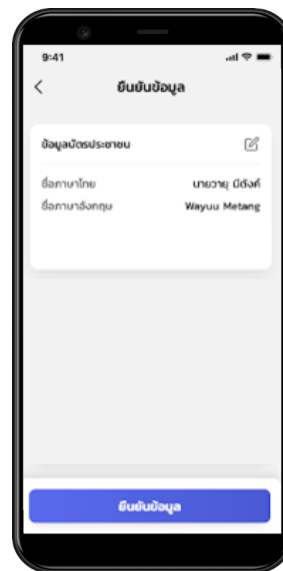 9:41
ยืนยันข้อมูล
ข้อมูลบัตรประชาชน
ชื่อภาษาไทย นายวายุ มีตังค์
ชื่อภาษาอังกฤษ Wayuu Metang
ยืนยันข้อมูล